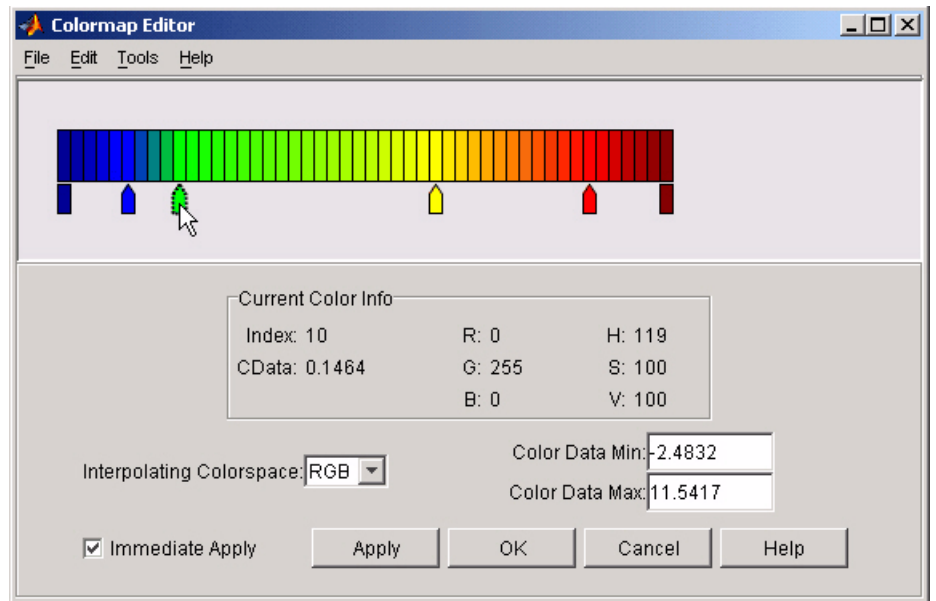 Colormap Editor
File Edit Tools Help
Current Color Info
Index: 10 R: 0 H: 119
CData: 0.1464 G: 255 S: 100
B: 0 V: 100
Interpolating Colorspace: RGB
Color Data Min: -2.4832
Color Data Max: 11.5417
Immediate Apply Apply OK Cancel Help